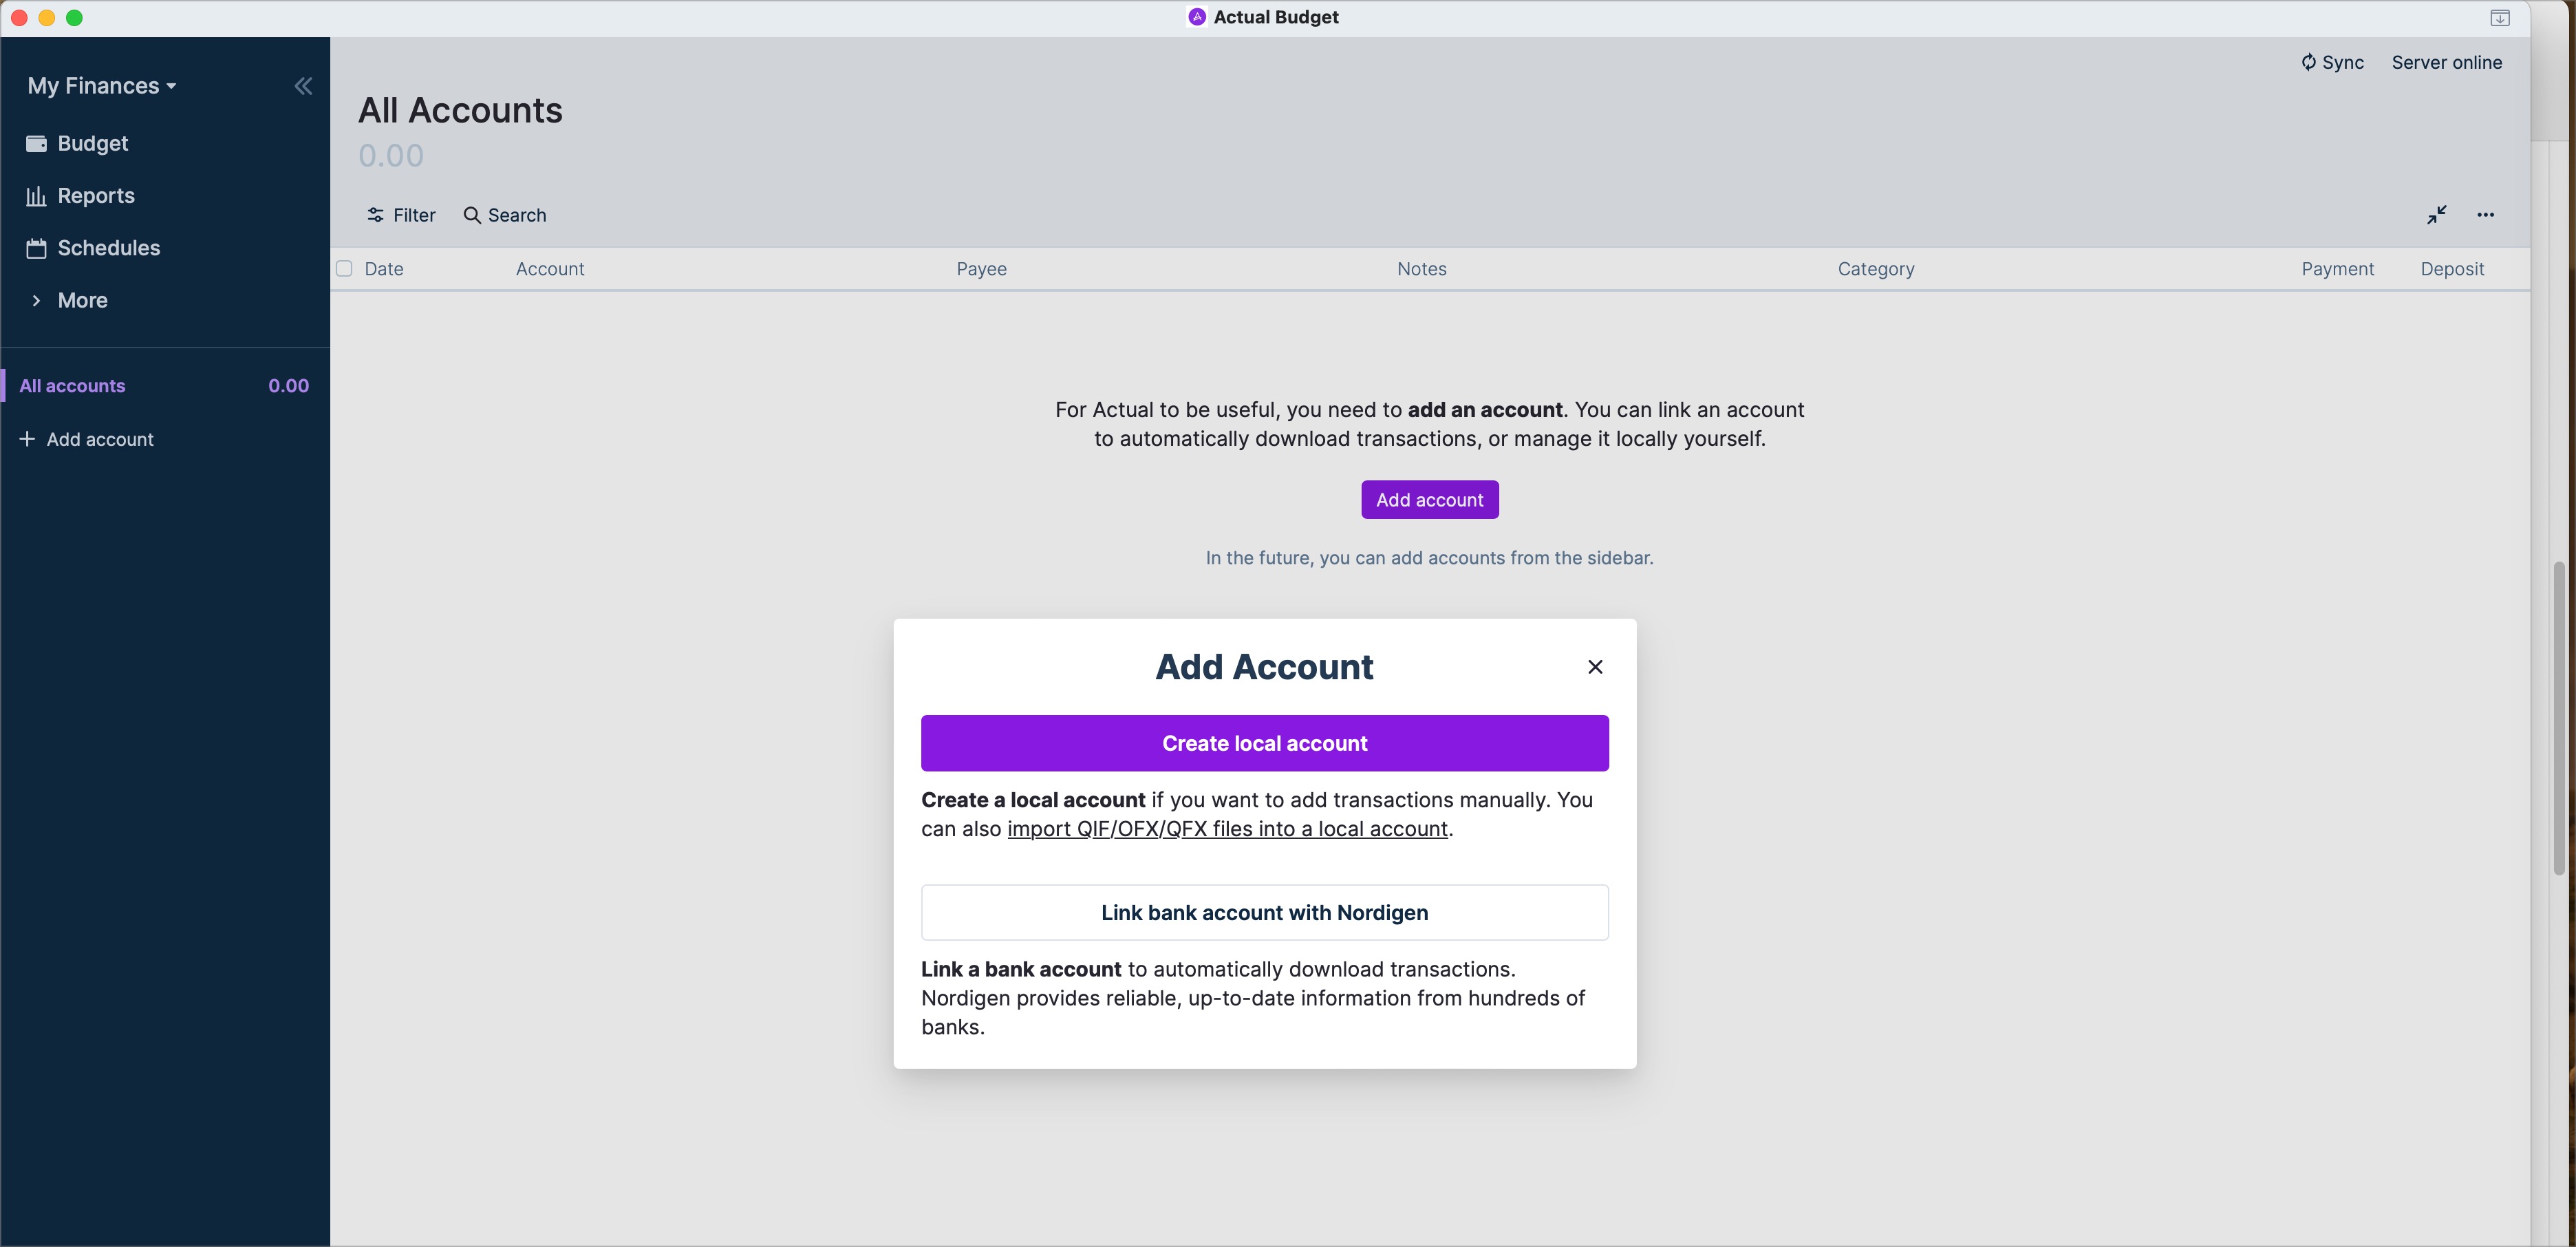 Actual Budget
My Finances
Sync Server online
All Accounts
0.00
Budget
Reports
Schedules
More
All accounts 0.00
Add account
Filter Search
Date Account Payee Notes Category Payment Deposit
For Actual to be useful, you need to add an account. You can link an account
to automatically download transactions, or manage it locally yourself.
Add account
In the future, you can add accounts from the sidebar.
Add Account
Create local account
Create a local account if you want to add transactions manually. You
can also import QIF/OFX/QFX files into a local account.
Link bank account with Nordigen
Link a bank account to automatically download transactions.
Nordigen provides reliable, up-to-date information from hundreds of
banks.